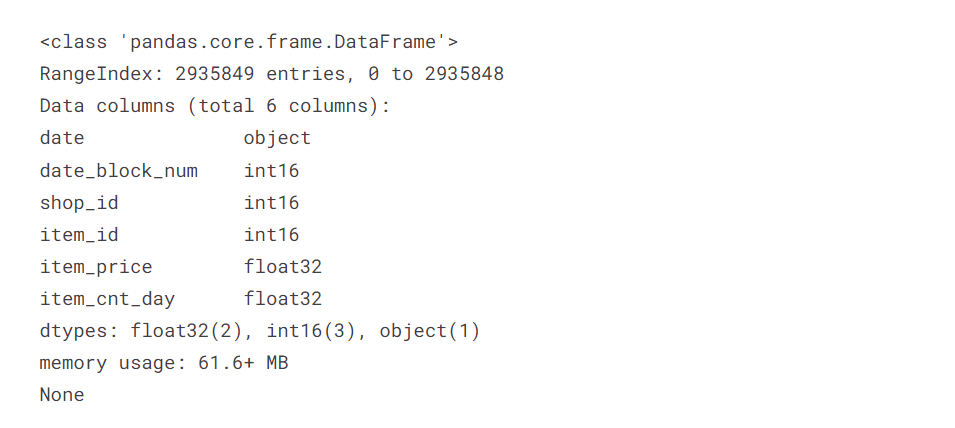 <class 'pandas.core.frame.DataFrame'>
RangeIndex: 2935849 entries, 0 to 2935848
Data columns (total 6 columns):
date              object
date_block_num    int16
shop_id           int16
item_id           int16
item_price        float32
item_cnt_day      float32
dtypes: float32(2), int16(3), object(1)
memory usage: 61.6+ MB
None